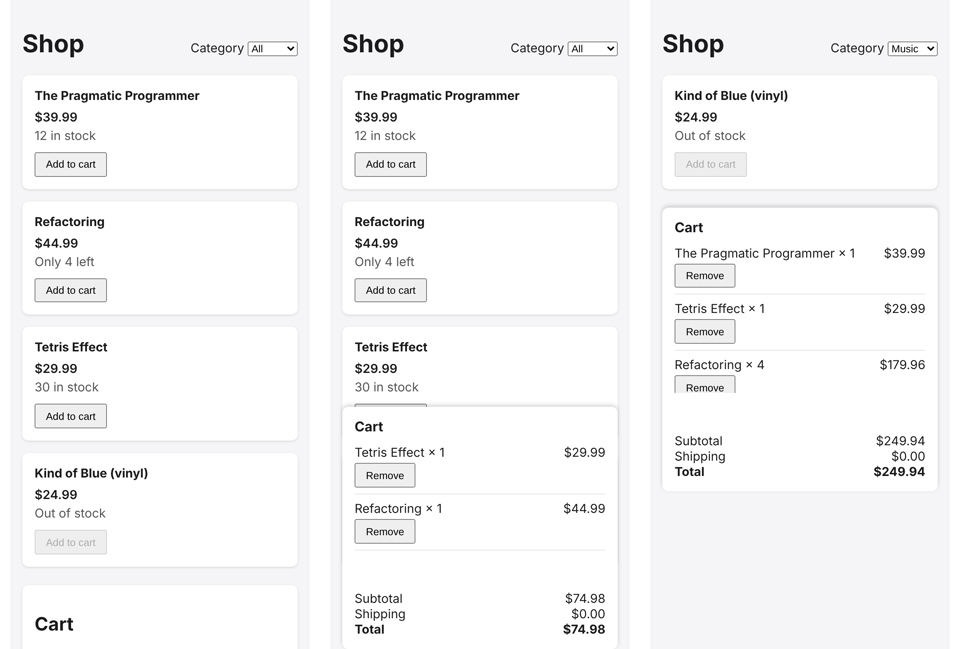 Shop
Category All
The Pragmatic Programmer
$39.99
12 in stock
Add to cart
Refactoring
$44.99
Only 4 left
Add to cart
Tetris Effect
$29.99
30 in stock
Add to cart
Kind of Blue (vinyl)
$24.99
Out of stock
Add to cart
Cart
Shop
Category All
The Pragmatic Programmer
$39.99
12 in stock
Add to cart
Refactoring
$44.99
Only 4 left
Add to cart
Tetris Effect
$29.99
30 in stock
Cart
Tetris Effect × 1 $29.99
Remove
Refactoring × 1 $44.99
Remove
Subtotal $74.98
Shipping $0.00
Total $74.98
Shop
Category Music
Kind of Blue (vinyl)
$24.99
Out of stock
Add to cart
Cart
The Pragmatic Programmer × 1 $39.99
Remove
Tetris Effect × 1 $29.99
Remove
Refactoring × 4 $179.96
Remove
Subtotal $249.94
Shipping $0.00
Total $249.94